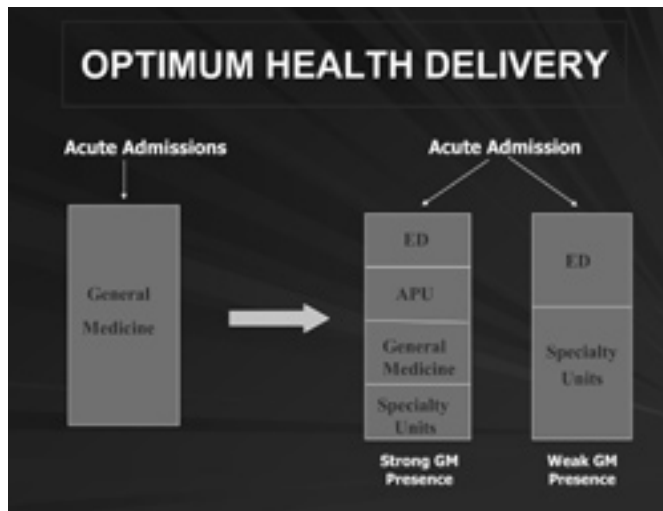 OPTIMUM HEALTH DELIVERY
Acute Admissions
General
Medicine
Acute Admission
ED
APU
General
Medicine
Specialty
Units
Strong GM
Presence
ED
Specialty
Units
Weak GM
Presence